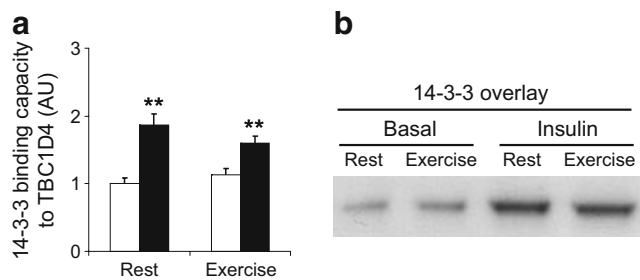 a
14-3-3 binding capacity
to TBC1D4 (AU)
3
2
1
0
**
**
Rest Exercise
b
14-3-3 overlay
Basal Insulin
Rest Exercise Rest Exercise